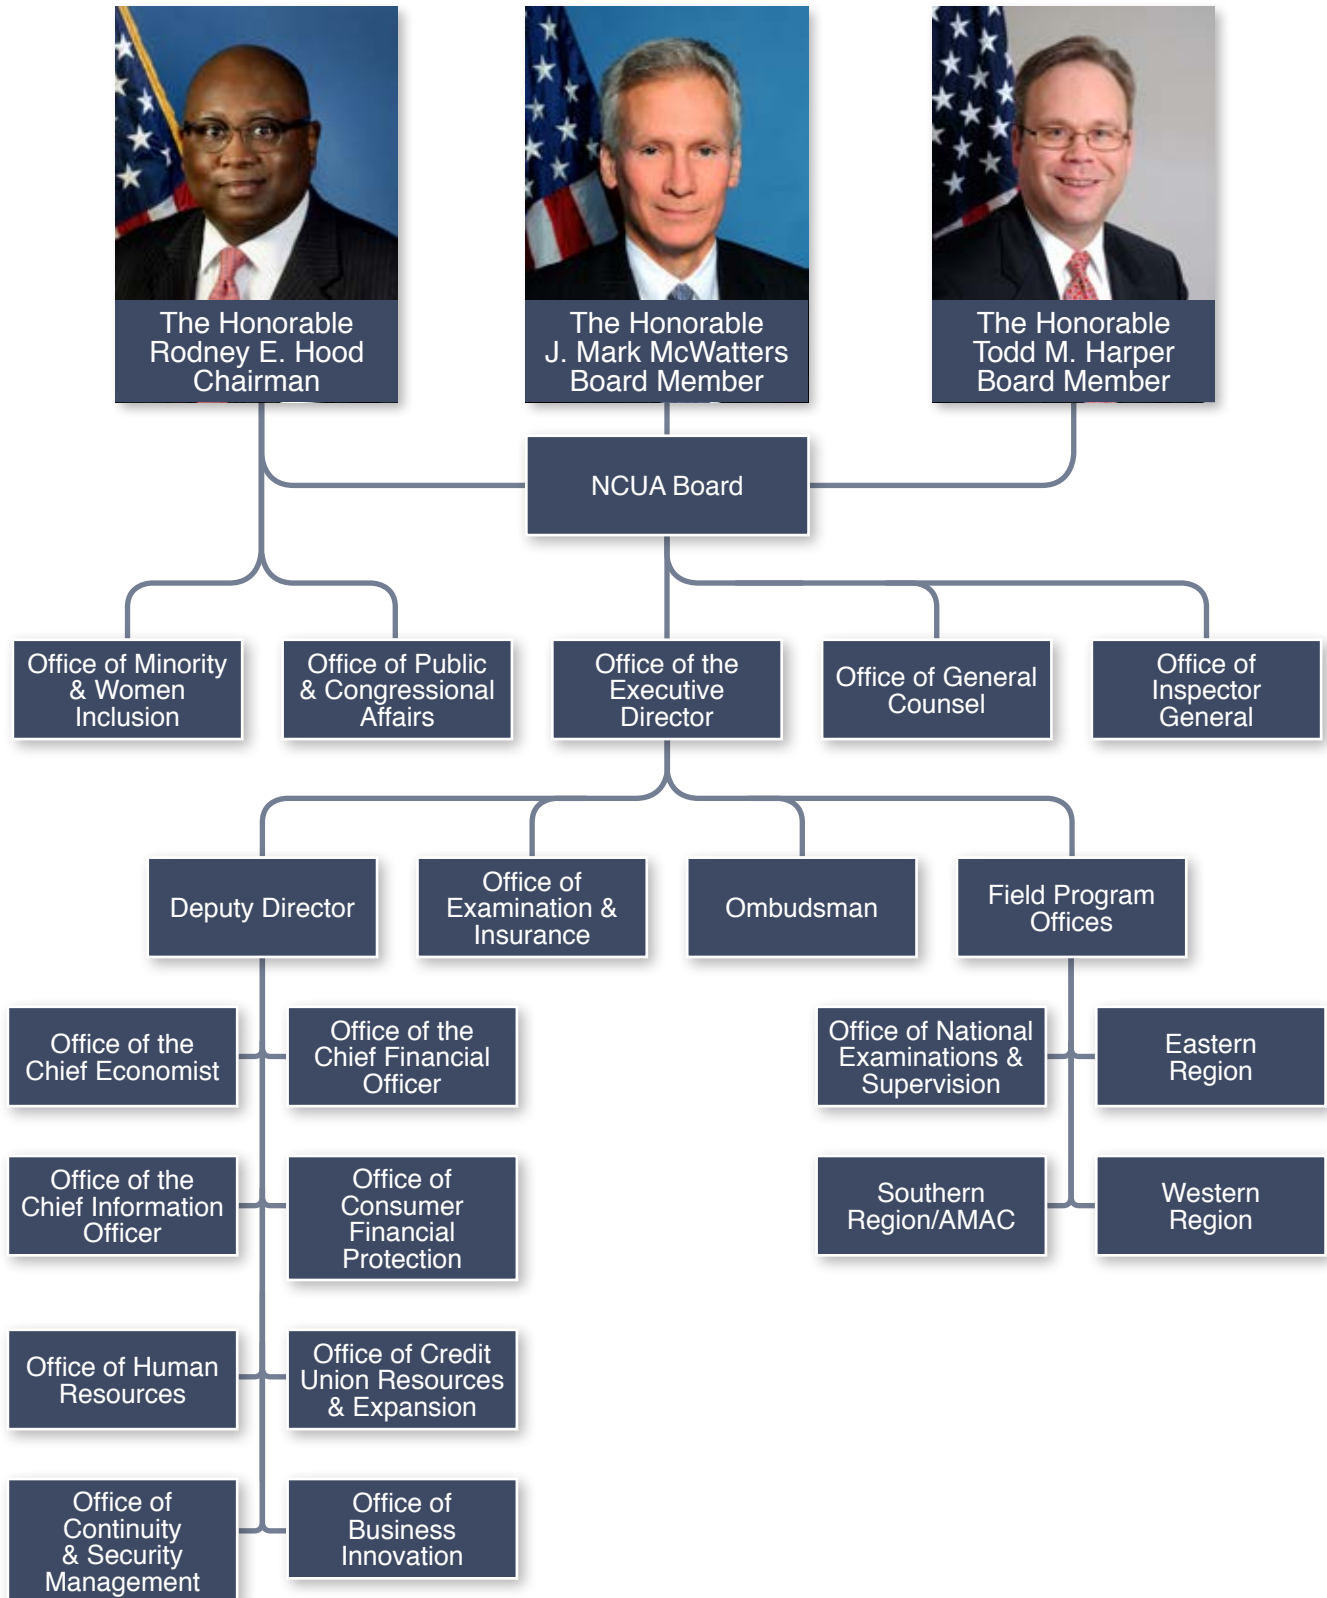 The Honorable
Rodney E. Hood
Chairman
The Honorable
J. Mark McWatters
Board Member
The Honorable
Todd M. Harper
Board Member
NCUA Board
Office of Minority
& Women
Inclusion
Office of Public
& Congressional
Affairs
Office of the
Executive
Director
Office of General
Counsel
Office of
Inspector
General
Deputy Director
Office of
Examination &
Insurance
Ombudsman
Field Program
Offices
Office of the
Chief Economist
Office of the
Chief Financial
Officer
Office of National
Examinations &
Supervision
Eastern
Region
Office of the
Chief Information
Officer
Office of
Consumer
Financial
Protection
Southern
Region/AMAC
Western
Region
Office of Human
Resources
Office of Credit
Union Resources
& Expansion
Office of
Continuity
& Security
Management
Office of
Business
Innovation